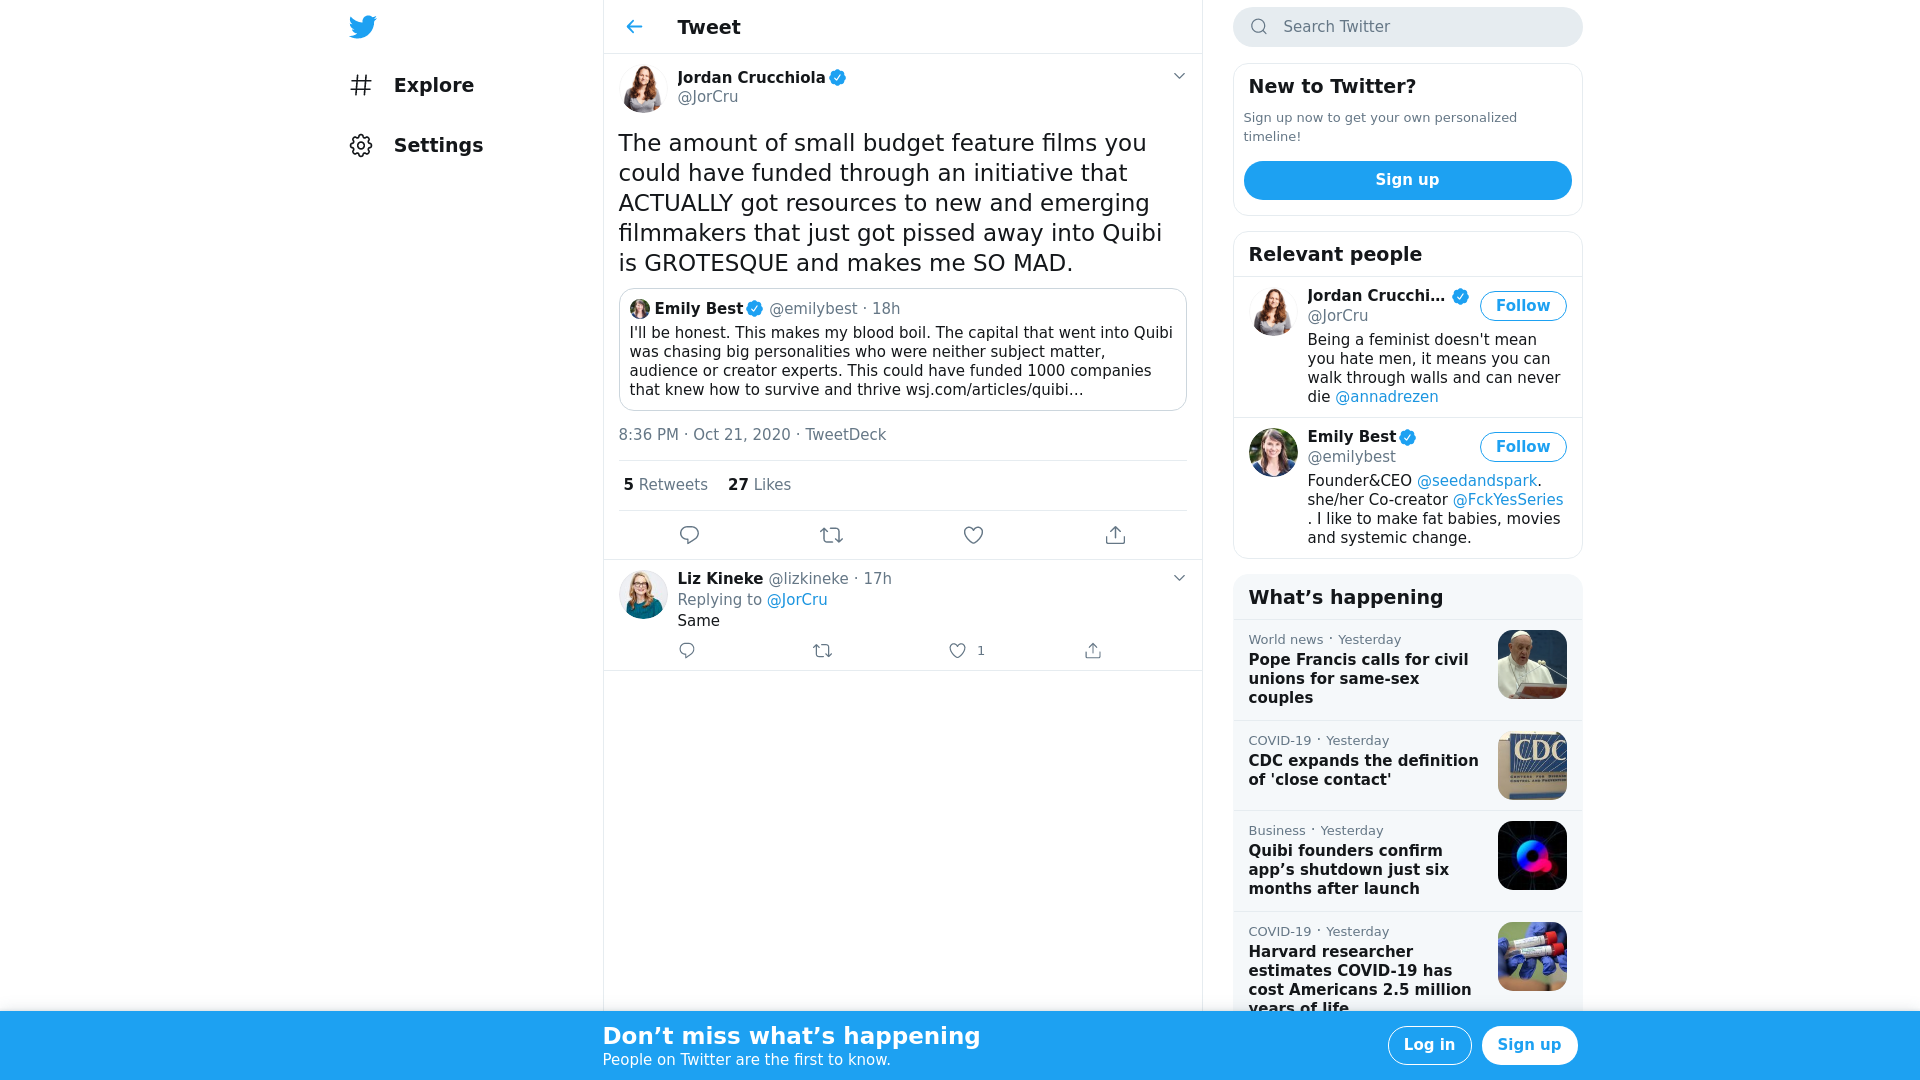 Explore
Settings
Tweet
Jordan Crucchiola
@JorCru
The amount of small budget feature films you
could have funded through an initiative that
ACTUALLY got resources to new and emerging
filmmakers that just got pissed away into Quibi
is GROTESQUE and makes me SO MAD.
Emily Best @emilybest · 18h
I'll be honest. This makes my blood boil. The capital that went into Quibi
was chasing big personalities who were neither subject matter,
audience or creator experts. This could have funded 1000 companies
that knew how to survive and thrive wsj.com/articles/quibi…
8:36 PM · Oct 21, 2020 · TweetDeck
5 Retweets 27 Likes
Liz Kineke @lizkineke · 17h
Replying to @JorCru
Same
1
Search Twitter
New to Twitter?
Sign up now to get your own personalized
timeline!
Sign up
Relevant people
Jordan Crucchi…
Follow
@JorCru
Being a feminist doesn't mean
you hate men, it means you can
walk through walls and can never
die @annadrezen
Emily Best
Follow
@emilybest
Founder&CEO @seedandspark.
she/her Co-creator @FckYesSeries
. I like to make fat babies, movies
and systemic change.
What’s happening
World news · Yesterday
Pope Francis calls for civil
unions for same-sex
couples
COVID-19 · Yesterday
CDC expands the definition
of 'close contact'
CDC
Business · Yesterday
Quibi founders confirm
app’s shutdown just six
months after launch
COVID-19 · Yesterday
Harvard researcher
estimates COVID-19 has
cost Americans 2.5 million
years of life
Don’t miss what’s happening
People on Twitter are the first to know.
Log in
Sign up